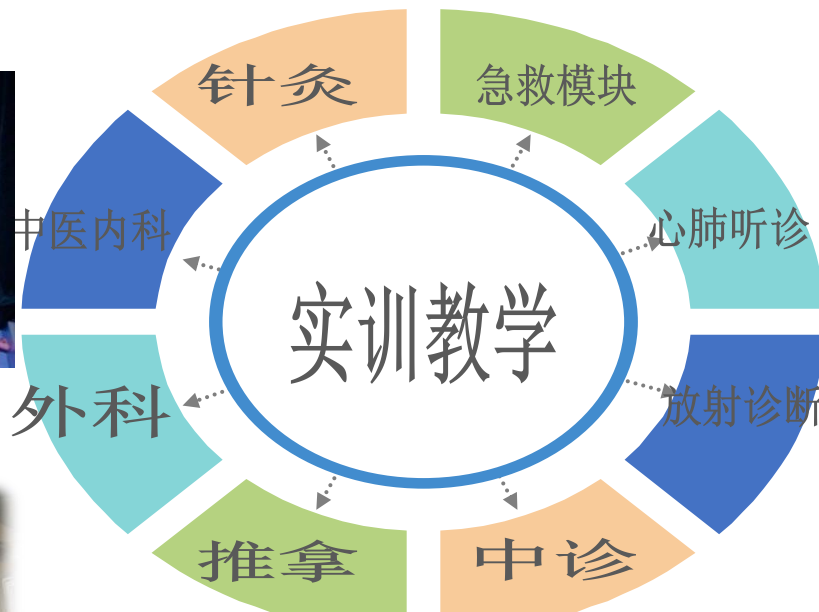 针灸
急救模块
中医内科
心肺听诊
实训教学
外科
放射诊断
推拿
中诊